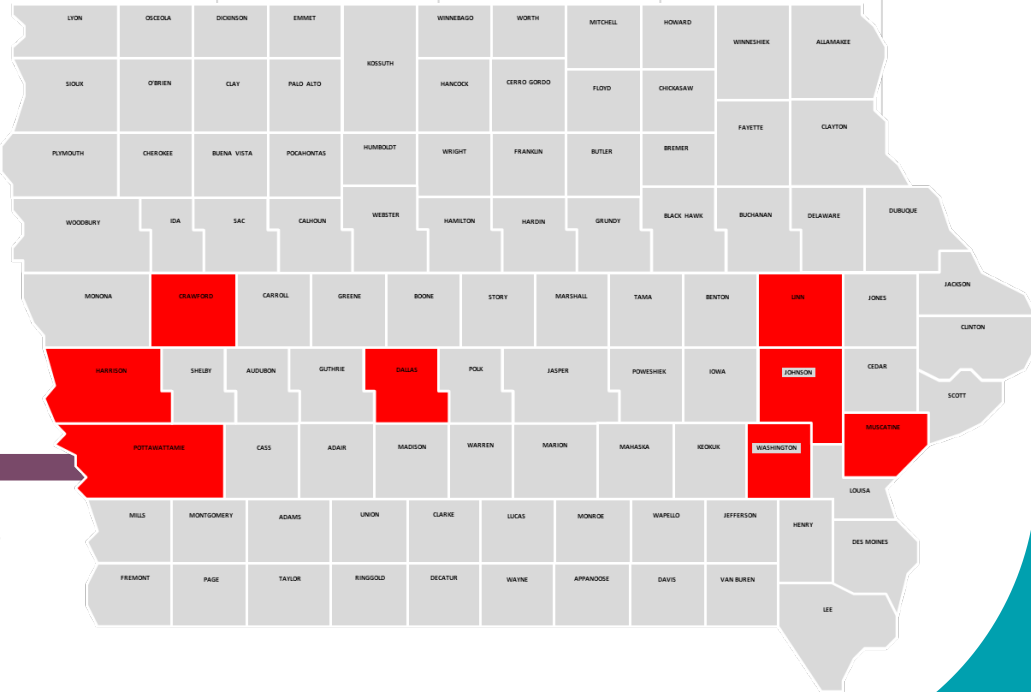 LYON
OSCEOLA
DICKINSON
EMMET
WINNEBAGO
WORTH
MITCHELL
HOWARD
WINNESHIEK
ALLAMAKEE
KOSSUTH
SIOUX
O'BRIEN
CLAY
PALO ALTO
HANCOCK
CERRO GORDO
FLOYD
CHICKASAW
FAYETTE
CLAYTON
PLYMOUTH
CHEROKEE
BUENA VISTA
POCAHONTAS
HUMBOLDT
WRIGHT
FRANKLIN
BUTLER
BREMER
WOODBURY
IDA
SAC
CALHOUN
WEBSTER
HAMILTON
HARDIN
GRUNDY
BLACK HAWK
BUCHANAN
DELAWARE
DUBUQUE
MONONA
CRAWFORD
CARROLL
GREENE
BOONE
STORY
MARSHALL
TAMA
BENTON
LINN
JONES
JACKSON
CLINTON
HARRISON
SHELBY
AUDUBON
GUTHRIE
DALLAS
POLK
JASPER
POWESHIEK
IOWA
JOHNSON
CEDAR
SCOTT
MUSCATINE
POTTAWATTAMIE
CASS
ADAIR
MADISON
WARREN
MARION
MAHASKA
KEOKUK
WASHINGTON
LOUISA
MILLS
MONTGOMERY
ADAMS
UNION
CLARKE
LUCAS
MONROE
WAPELLO
JEFFERSON
HENRY
DES MOINES
FREMONT
PAGE
TAYLOR
RINGGOLD
DECATUR
WAYNE
APPANOOSE
DAVIS
VAN BUREN
LEE